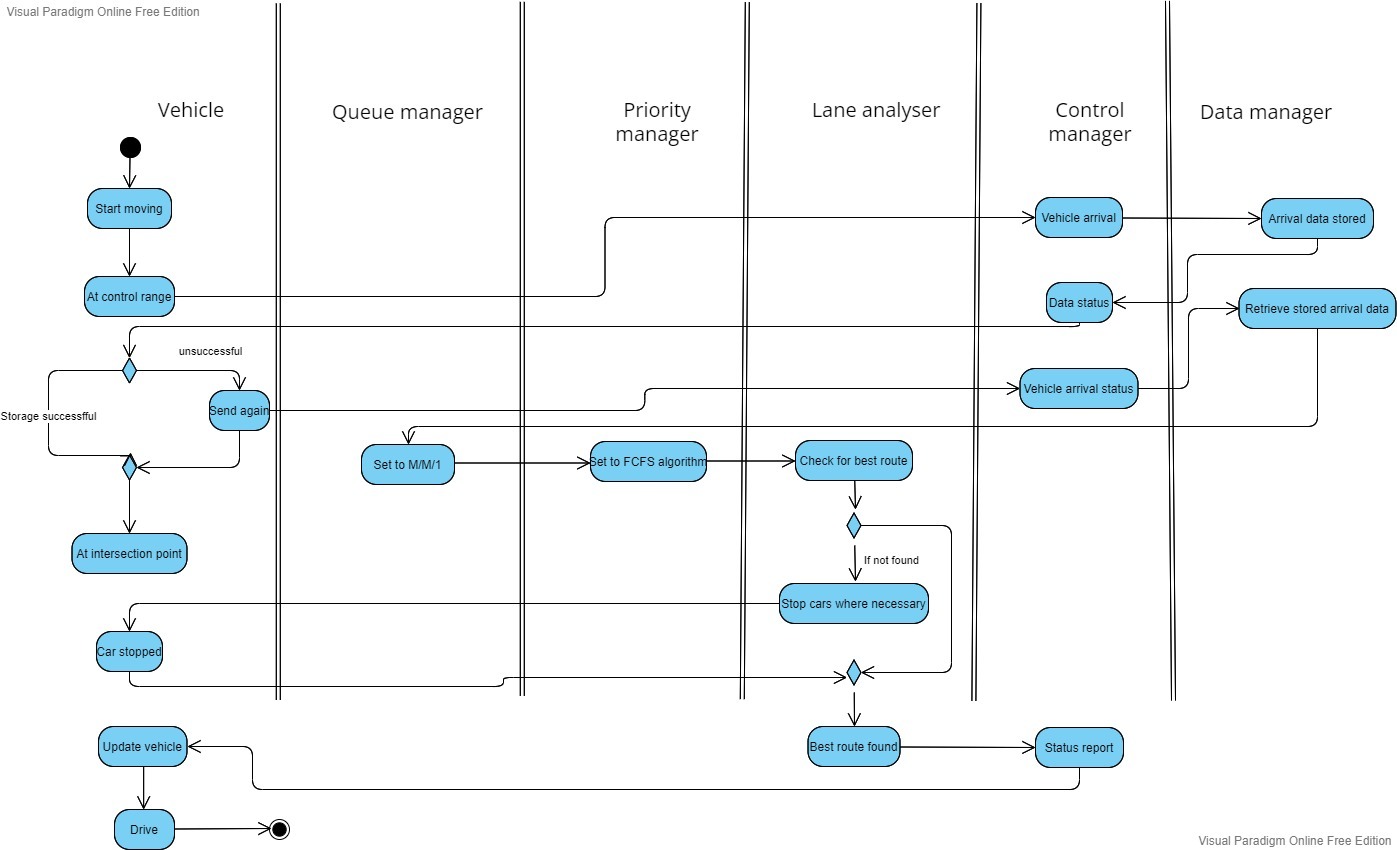 Visual Paradigm Online Free Edition
Vehicle
Queue manager
Priority
manager
Lane analyser
Control
manager
Data manager
Start moving
Vehicle arrival
Arrival data stored
At control range
Data status
Retrieve stored arrival data
unsuccessful
Vehicle arrival status
Send again
Storage successfful
Set to M/M/1
Set to FCFS algorithm
Check for best route
At intersection point
If not found
Stop cars where necessary
Car stopped
Update vehicle
Best route found
Status report
Drive
Visual Paradigm Online Free Edition